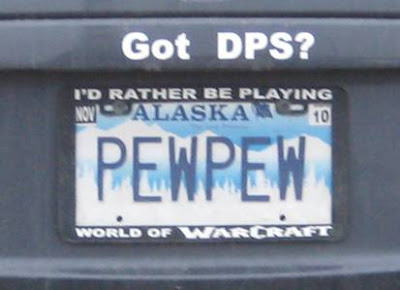 Got DPS?
I'D RATHER BE PLAYING
NOV ALASKA 10
PEWPEW
WORLD OF WARCRAFT